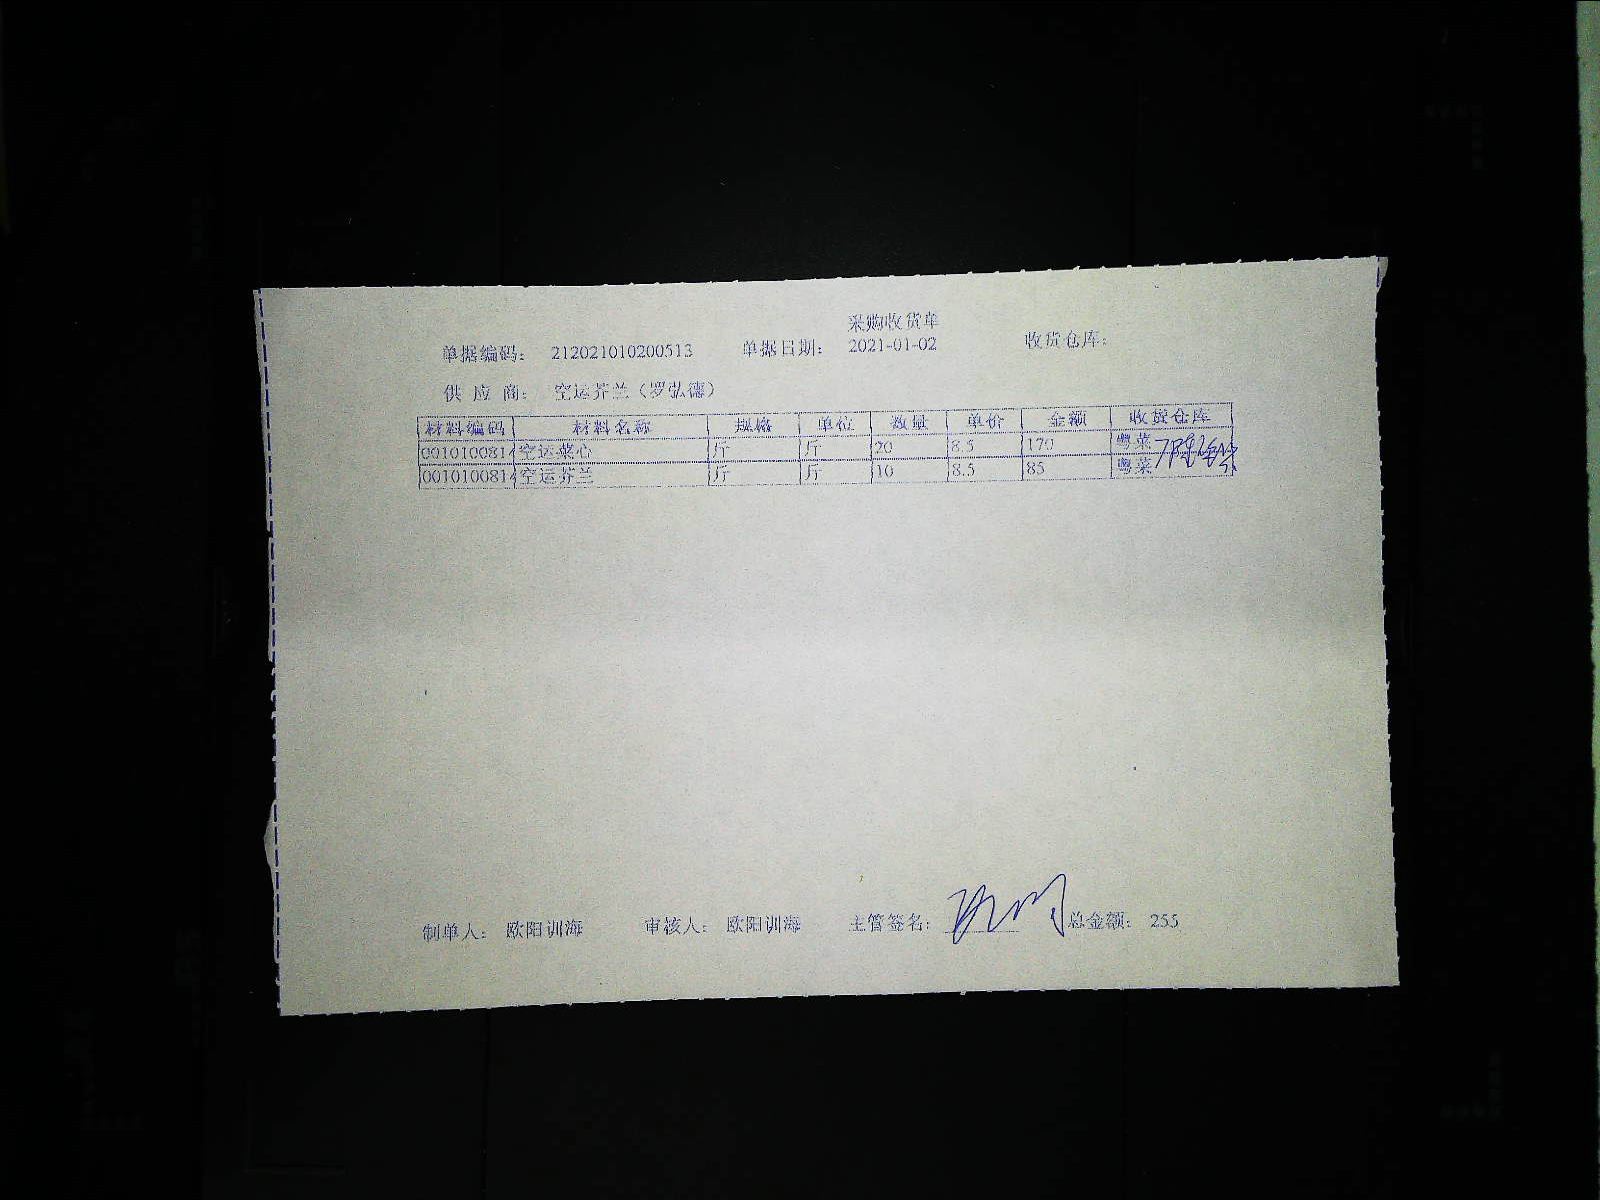 采购收货单
单据编码： 212021010200513 单据日期： 2021-01-02 收货仓库：
供 应 商： 空运芥兰（罗弘德）
材料编码 材料名称 规格 单位 数量 单价 金额 收货仓库
0010100814 空运菜心 斤 斤 20 8.5 170 粤菜
0010100814 空运芥兰 斤 斤 10 8.5 85 粤菜
制单人： 欧阳训海 审核人： 欧阳训海 主管签名： 总金额： 255